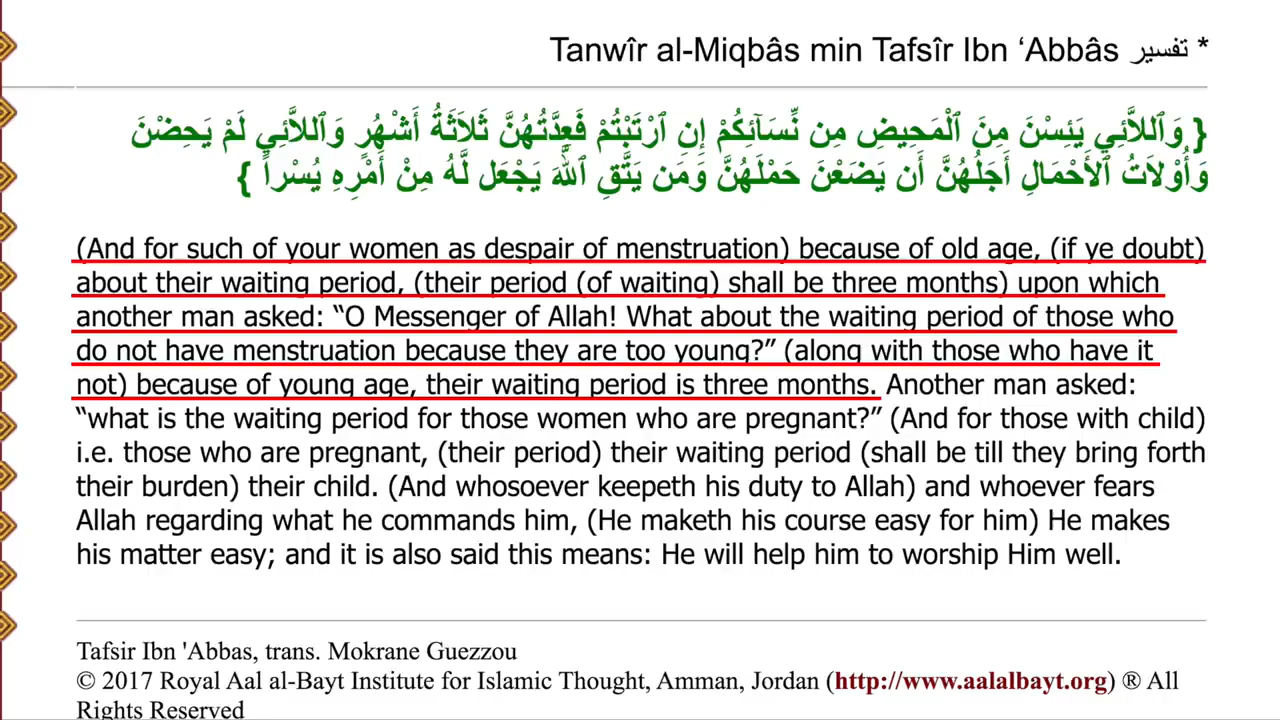 Tanwîr al-Miqbâs min Tafsîr Ibn ‘Abbâs تفسير *
{ وَٱللاَّئِي يَئِسْنَ مِنَ ٱلْمَحِيضِ مِن نِّسَآئِكُمْ إِن ٱرْتَبْتُمْ فَعِدَّتُهُنَّ ثَلاَثَةُ أَشْهُرٍ وَٱللاَّئِي لَمْ يَحِضْنَ
وَأُوْلاَتُ ٱلأَحْمَالِ أَجَلُهُنَّ أَن يَضَعْنَ حَمْلَهُنَّ وَمَن يَتَّقِ ٱللَّهَ يَجْعَل لَّهُ مِنْ أَمْرِهِ يُسْراً }
(And for such of your women as despair of menstruation) because of old age, (if ye doubt)
about their waiting period, (their period (of waiting) shall be three months) upon which
another man asked: “O Messenger of Allah! What about the waiting period of those who
do not have menstruation because they are too young?” (along with those who have it
not) because of young age, their waiting period is three months. Another man asked:
“what is the waiting period for those women who are pregnant?” (And for those with child)
i.e. those who are pregnant, (their period) their waiting period (shall be till they bring forth
their burden) their child. (And whosoever keepeth his duty to Allah) and whoever fears
Allah regarding what he commands him, (He maketh his course easy for him) He makes
his matter easy; and it is also said this means: He will help him to worship Him well.
Tafsir Ibn 'Abbas, trans. Mokrane Guezzou
© 2017 Royal Aal al-Bayt Institute for Islamic Thought, Amman, Jordan (http://www.aalalbayt.org) ® All
Rights Reserved